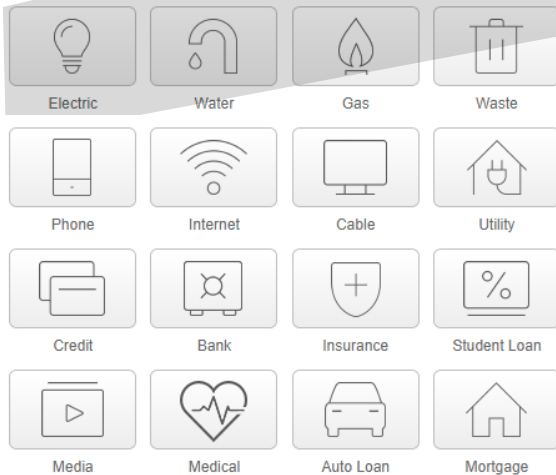 Electric Water Gas Waste
Phone Internet Cable Utility
Credit Bank Insurance Student Loan
Media Medical Auto Loan Mortgage